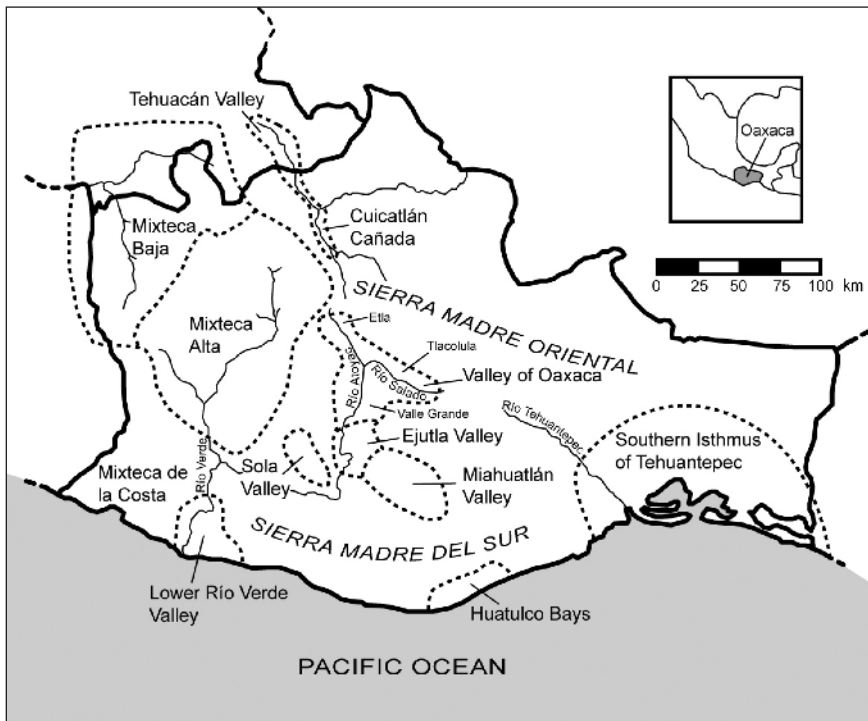 Tehuacán Valley
Oaxaca
Mixteca
Baja
Cuicatlán
Cañada
0 25 50 75 100 km
SIERRA MADRE ORIENTAL
Etla
Mixteca
Alta
Tlacolula
Río Atoyac
Río Salado
Valley of Oaxaca
Valle Grande
Río Tehuantepec
Ejutla Valley
Southern Isthmus
of Tehuantepec
Río Verde
Mixteca de
la Costa
Sola
Valley
Miahuatlán
Valley
SIERRA MADRE DEL SUR
Lower Río Verde
Valley
Huatulco Bays
PACIFIC OCEAN